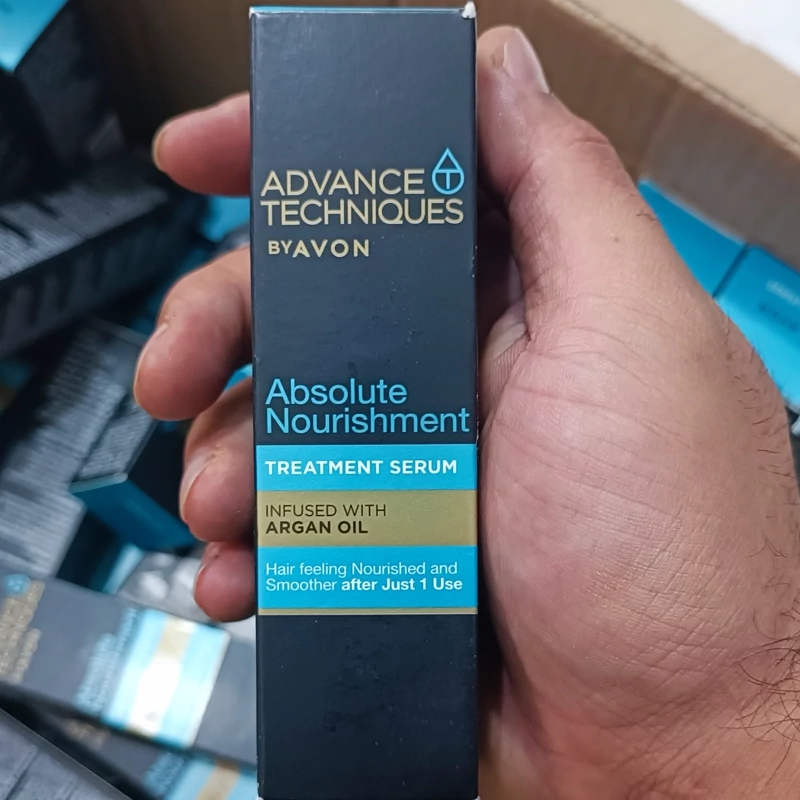 ADVANCE
TECHNIQUES
BY AVON
Absolute
Nourishment
TREATMENT SERUM
INFUSED WITH
ARGAN OIL
Hair feeling Nourished and
Smoother after Just 1 Use